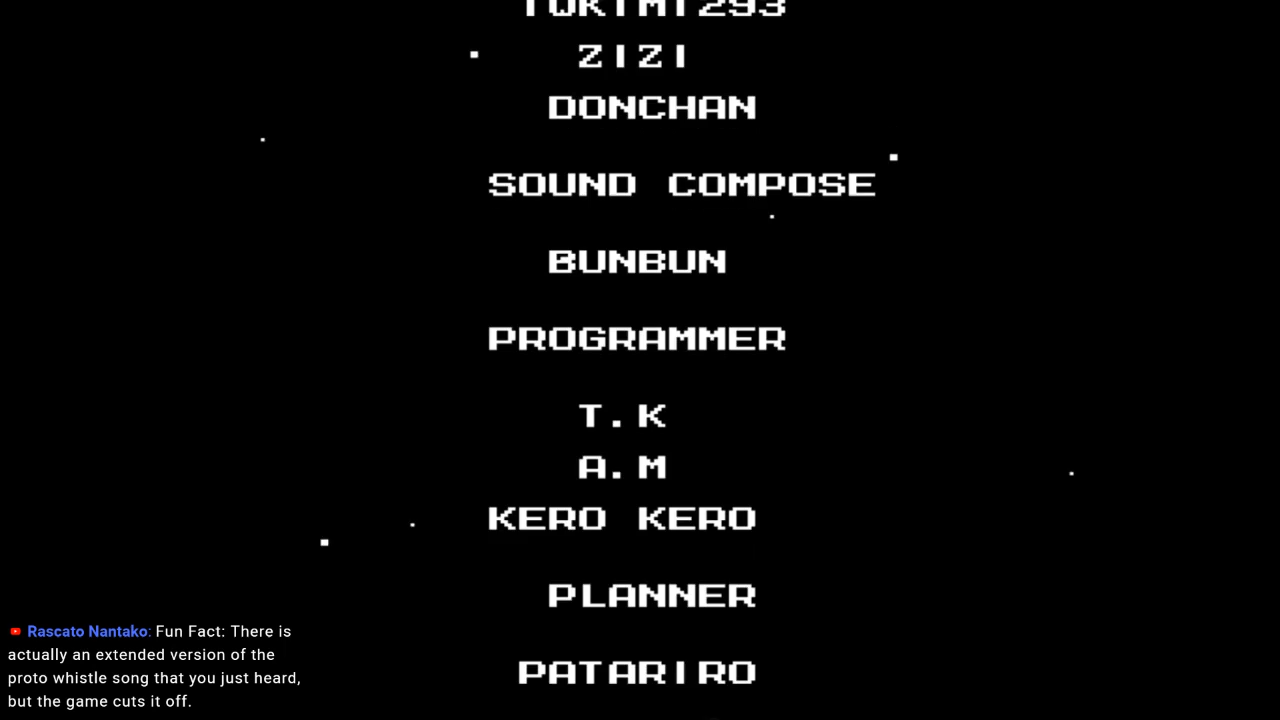 ZIZI
DONCHAN
SOUND COMPOSE
BUNBUN
PROGRAMMER
T.K
A.M
KERO KERO
PLANNER
PATARIRO
Rascato Nantako: Fun Fact: There is
actually an extended version of the
proto whistle song that you just heard,
but the game cuts it off.